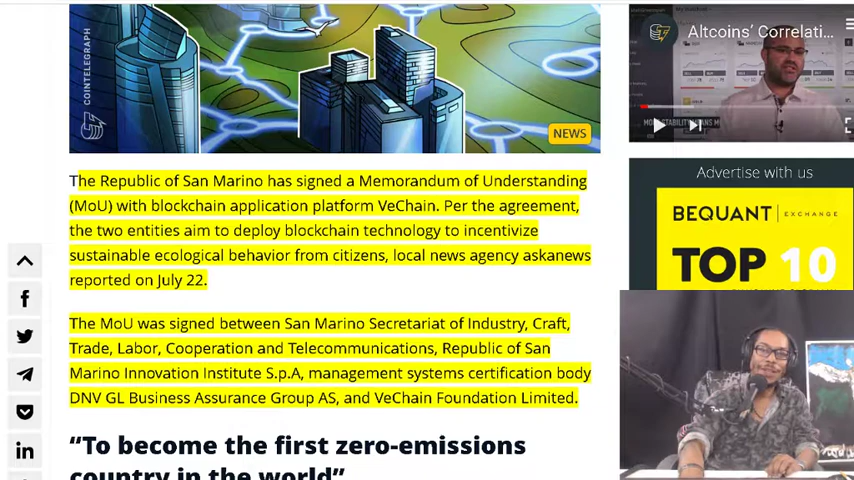 COINTELEGRAPH
NEWS
Altcoins' Correlati...
Advertise with us
BEQUANT EXCHANGE
TOP 10
The Republic of San Marino has signed a Memorandum of Understanding
(MoU) with blockchain application platform VeChain. Per the agreement,
the two entities aim to deploy blockchain technology to incentivize
sustainable ecological behavior from citizens, local news agency askanews
reported on July 22.
The MoU was signed between San Marino Secretariat of Industry, Craft,
Trade, Labor, Cooperation and Telecommunications, Republic of San
Marino Innovation Institute S.p.A, management systems certification body
DNV GL Business Assurance Group AS, and VeChain Foundation Limited.
“To become the first zero-emissions
country in the world”